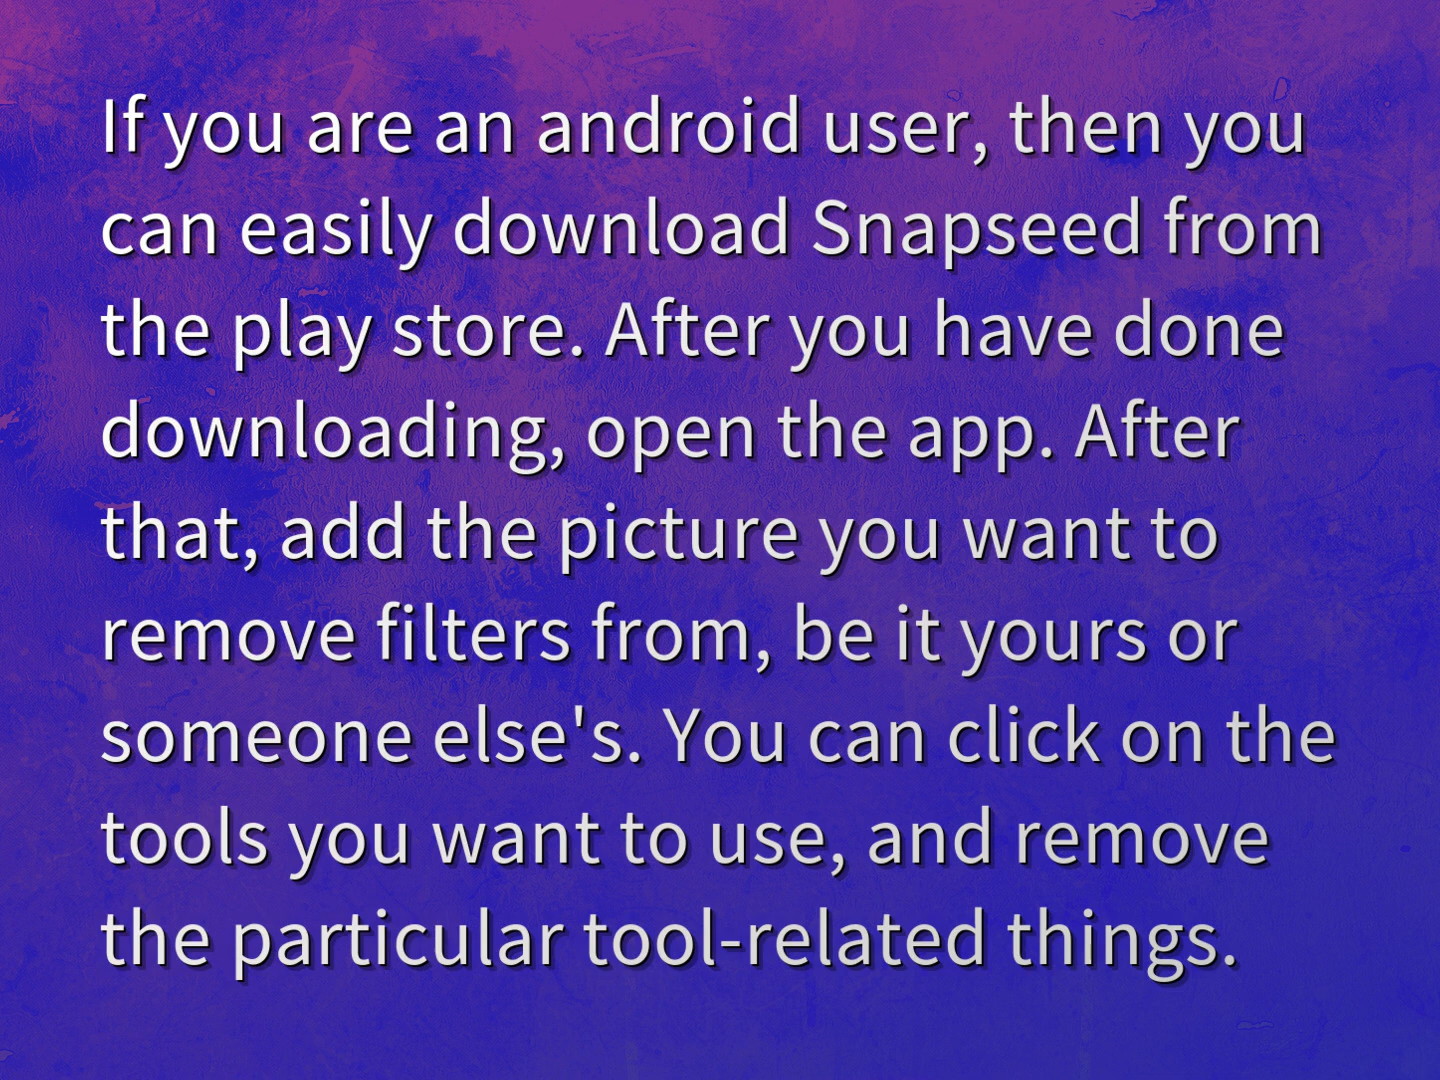 If you are an android user, then you
can easily download Snapseed from
the play store. After you have done
downloading, open the app. After
that, add the picture you want to
remove filters from, be it yours or
someone else's. You can click on the
tools you want to use, and remove
the particular tool-related things.